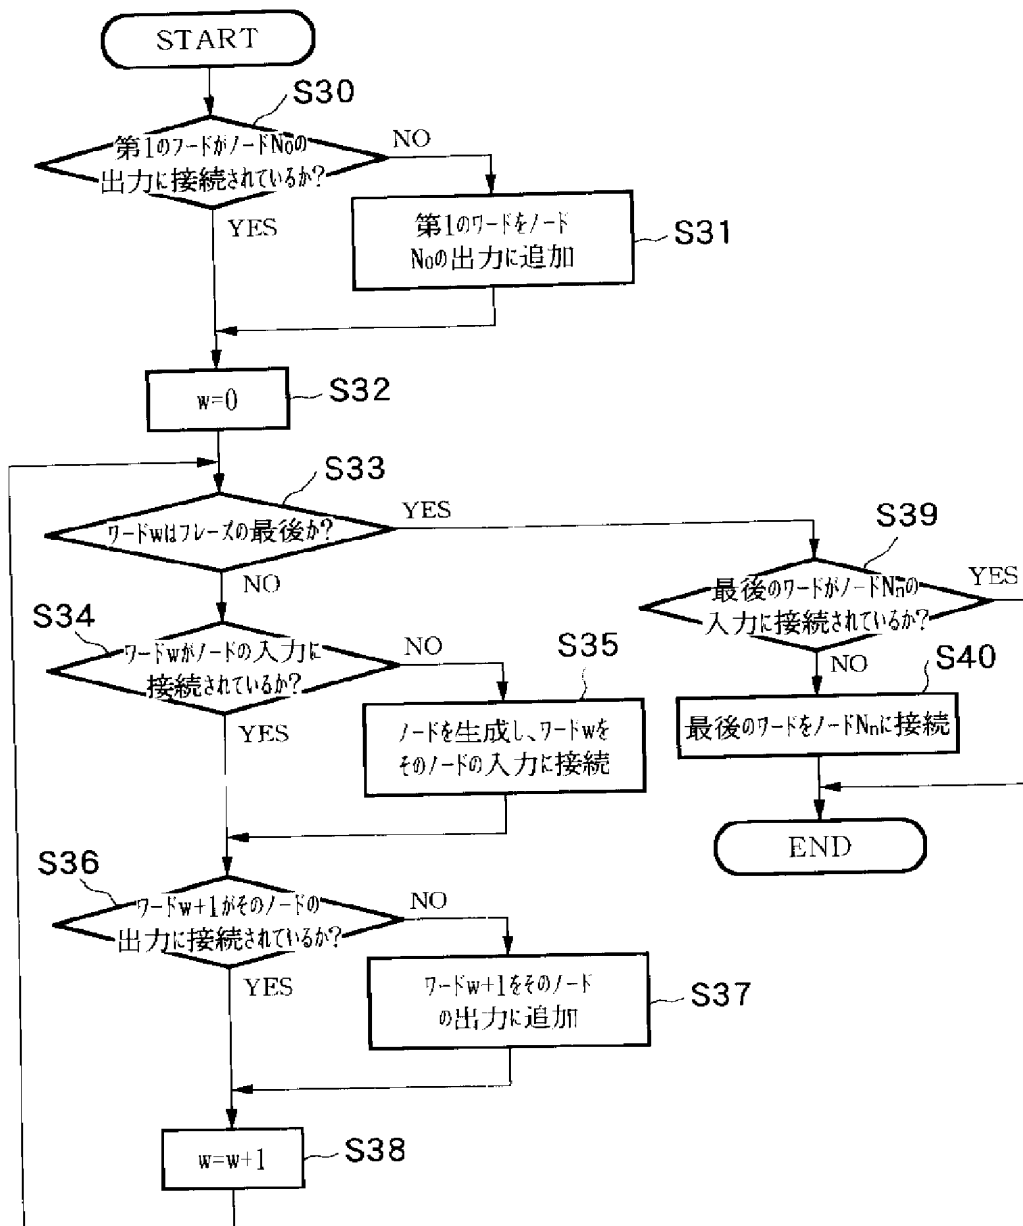 START
S30
第1のワードがノードN0の
出力に接続されているか?
NO
YES
第1のワードをノード
N0の出力に追加
S31
w=0
S32
S33
ワードwはフレーズの最後か?
YES
NO
S39
最後のワードがノードNnの
入力に接続されているか?
YES
NO
S34
ワードwがノードの入力に
接続されているか?
NO
YES
S35
ノードを生成し、ワードwを
そのノードの入力に接続
S40
最後のワードをノードNnに接続
END
S36
ワードw+1がそのノードの
出力に接続されているか?
NO
YES
ワードw+1をそのノード
の出力に追加
S37
w=w+1
S38